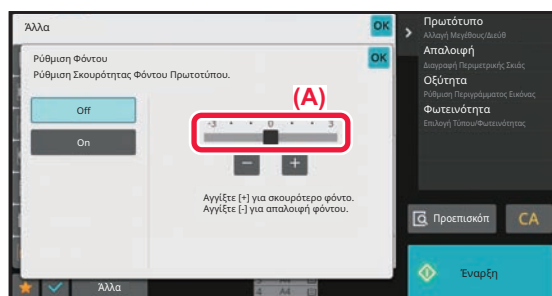 Άλλα
OK
Ρύθμιση Φόντου
OK
Ρύθμιση Σκουρότητας Φόντου Πρωτοτύπου.
Off
On
(A)
-3 • • 0 • • 3
− +
Αγγίξτε [+] για σκουρότερο φόντο.
Αγγίξτε [-] για απαλοιφή φόντου.
Πρωτότυπο
Αλλαγή Μεγέθους/Διεύθ
Απαλοιφή
Διαγραφή Περιμετρικής Σκιάς
Οξύτητα
Ρύθμιση Περιγράμματος Εικόνας
Φωτεινότητα
Επιλογή Τύπου/Φωτεινότητας
Προεπισκόπ
CA
Έναρξη
Άλλα
4 A4